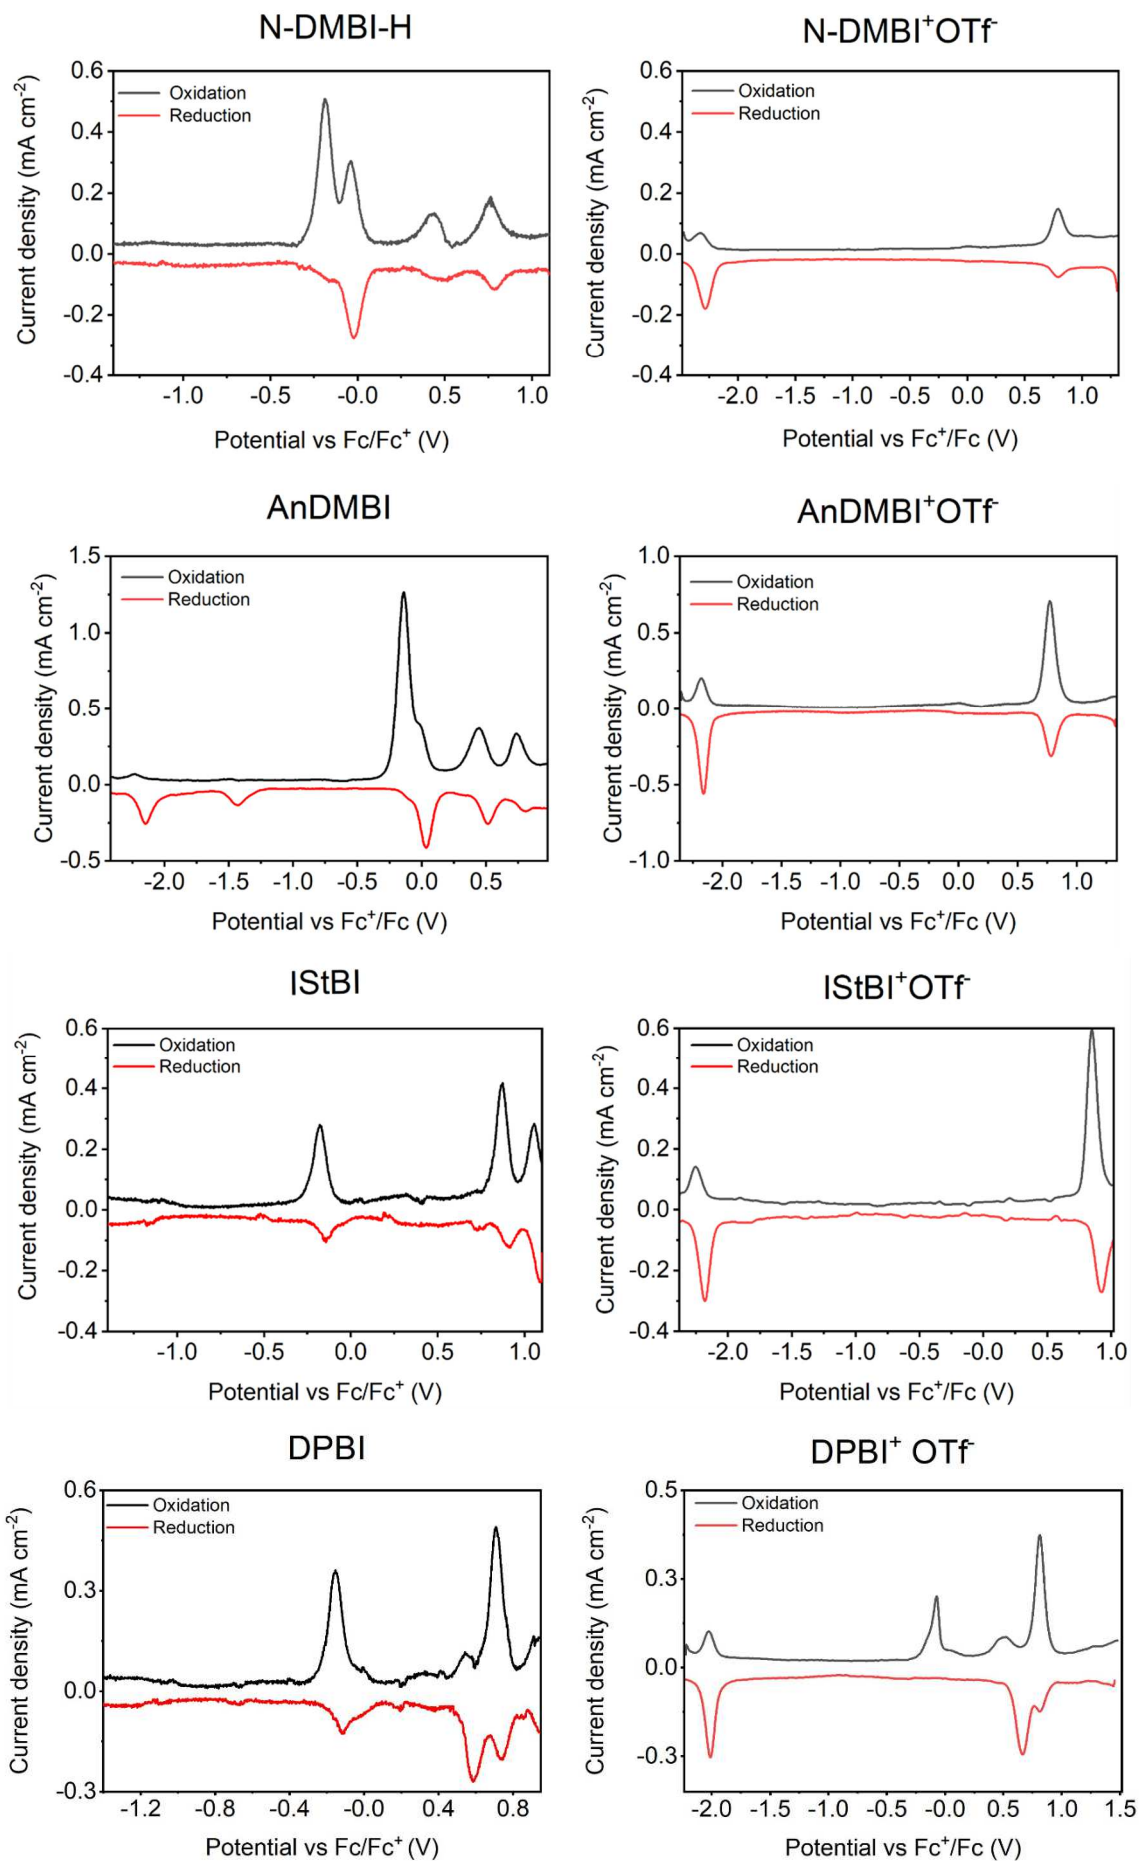 N-DMBI-H
Oxidation
Reduction
Current density (mA cm⁻²)
0.6
0.4
0.2
0.0
-0.2
-0.4
-1.0 -0.5 -0.0 0.5 1.0
Potential vs Fc/Fc⁺ (V)
N-DMBI⁺OTf⁻
Oxidation
Reduction
Current density (mA cm⁻²)
0.6
0.4
0.2
0.0
-0.2
-0.4
-2.0 -1.5 -1.0 -0.5 0.0 0.5 1.0
Potential vs Fc⁺/Fc (V)
AnDMBI
Oxidation
Reduction
Current density (mA cm⁻²)
1.5
1.0
0.5
0.0
-0.5
-2.0 -1.5 -1.0 -0.5 0.0 0.5
Potential vs Fc⁺/Fc (V)
AnDMBI⁺OTf⁻
Oxidation
Reduction
Current density (mA cm⁻²)
1.0
0.5
0.0
-0.5
-1.0
-2.0 -1.5 -1.0 -0.5 0.0 0.5 1.0
Potential vs Fc⁺/Fc (V)
IStBI
Oxidation
Reduction
Current density (mA cm⁻²)
0.6
0.4
0.2
0.0
-0.2
-0.4
-1.0 -0.5 0.0 0.5 1.0
Potential vs Fc/Fc⁺ (V)
IStBI⁺OTf⁻
Oxidation
Reduction
Current density (mA cm⁻²)
0.6
0.4
0.2
0.0
-0.2
-0.4
-2.0 -1.5 -1.0 -0.5 0.0 0.5 1.0
Potential vs Fc⁺/Fc (V)
DPBI
Oxidation
Reduction
Current density (mA cm⁻²)
0.6
0.3
0.0
-0.3
-1.2 -0.8 -0.4 -0.0 0.4 0.8
Potential vs Fc/Fc⁺ (V)
DPBI⁺ OTf⁻
Oxidation
Reduction
Current density (mA cm⁻²)
0.5
0.3
0.0
-0.3
-2.0 -1.5 -1.0 -0.5 -0.0 0.5 1.0 1.5
Potential vs Fc⁺/Fc (V)